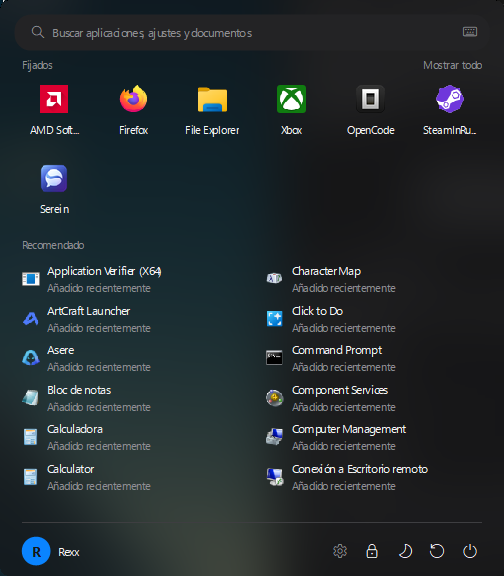 Buscar aplicaciones, ajustes y documentos
Fijados
Mostrar todo
AMD Soft...
Firefox
File Explorer
Xbox
OpenCode
SteamInRu...
Serein
Recomendado
Application Verifier (X64)
Añadido recientemente
Character Map
Añadido recientemente
ArtCraft Launcher
Añadido recientemente
Click to Do
Añadido recientemente
Asere
Añadido recientemente
Command Prompt
Añadido recientemente
Bloc de notas
Añadido recientemente
Component Services
Añadido recientemente
Calculadora
Añadido recientemente
Computer Management
Añadido recientemente
Calculator
Añadido recientemente
Conexión a Escritorio remoto
Añadido recientemente
R
Rexx